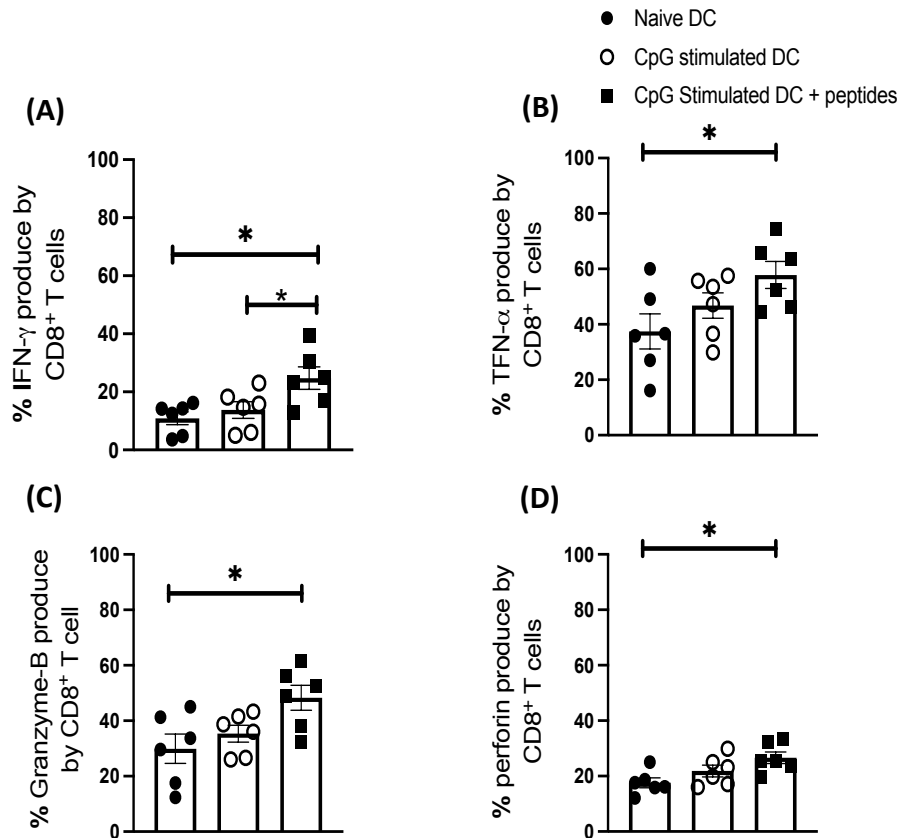 Naive DC
CpG stimulated DC
CpG Stimulated DC + peptides
(A)
% IFN-γ produce by
CD8+ T cells
100
80
60
40
20
0
*
*
(B)
% TFN-α produce by
CD8+ T cells
100
80
60
40
20
0
*
(C)
% Granzyme-B produce
by CD8+ T cell
100
80
60
40
20
0
*
(D)
% perforin produce by
CD8+ T cells
100
80
60
40
20
0
*